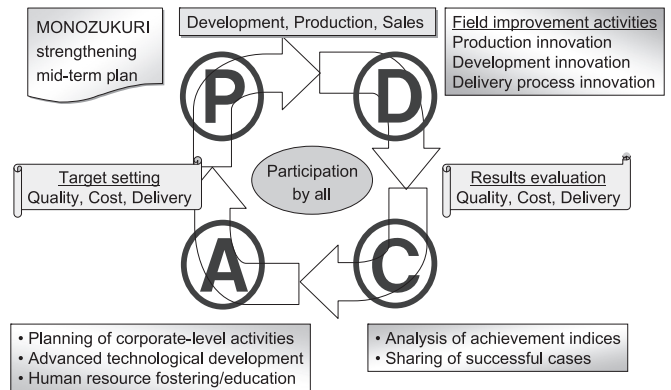 MONOZUKURI
strengthening
mid-term plan
Development, Production, Sales
Field improvement activities
Production innovation
Development innovation
Delivery process innovation
P
D
Target setting
Quality, Cost, Delivery
Participation
by all
Results evaluation
Quality, Cost, Delivery
A
C
• Planning of corporate-level activities
• Advanced technological development
• Human resource fostering/education
• Analysis of achievement indices
• Sharing of successful cases